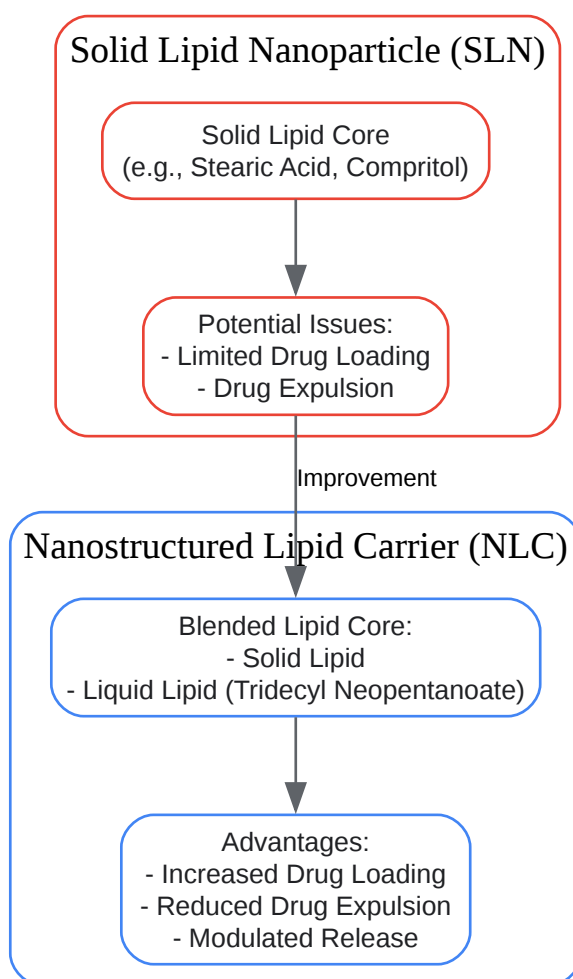 Solid Lipid Nanoparticle (SLN)
Solid Lipid Core
(e.g., Stearic Acid, Compritol)
Potential Issues:
- Limited Drug Loading
- Drug Expulsion
Improvement
Nanostructured Lipid Carrier (NLC)
Blended Lipid Core:
- Solid Lipid
- Liquid Lipid (Tridecyl Neopentanoate)
Advantages:
- Increased Drug Loading
- Reduced Drug Expulsion
- Modulated Release